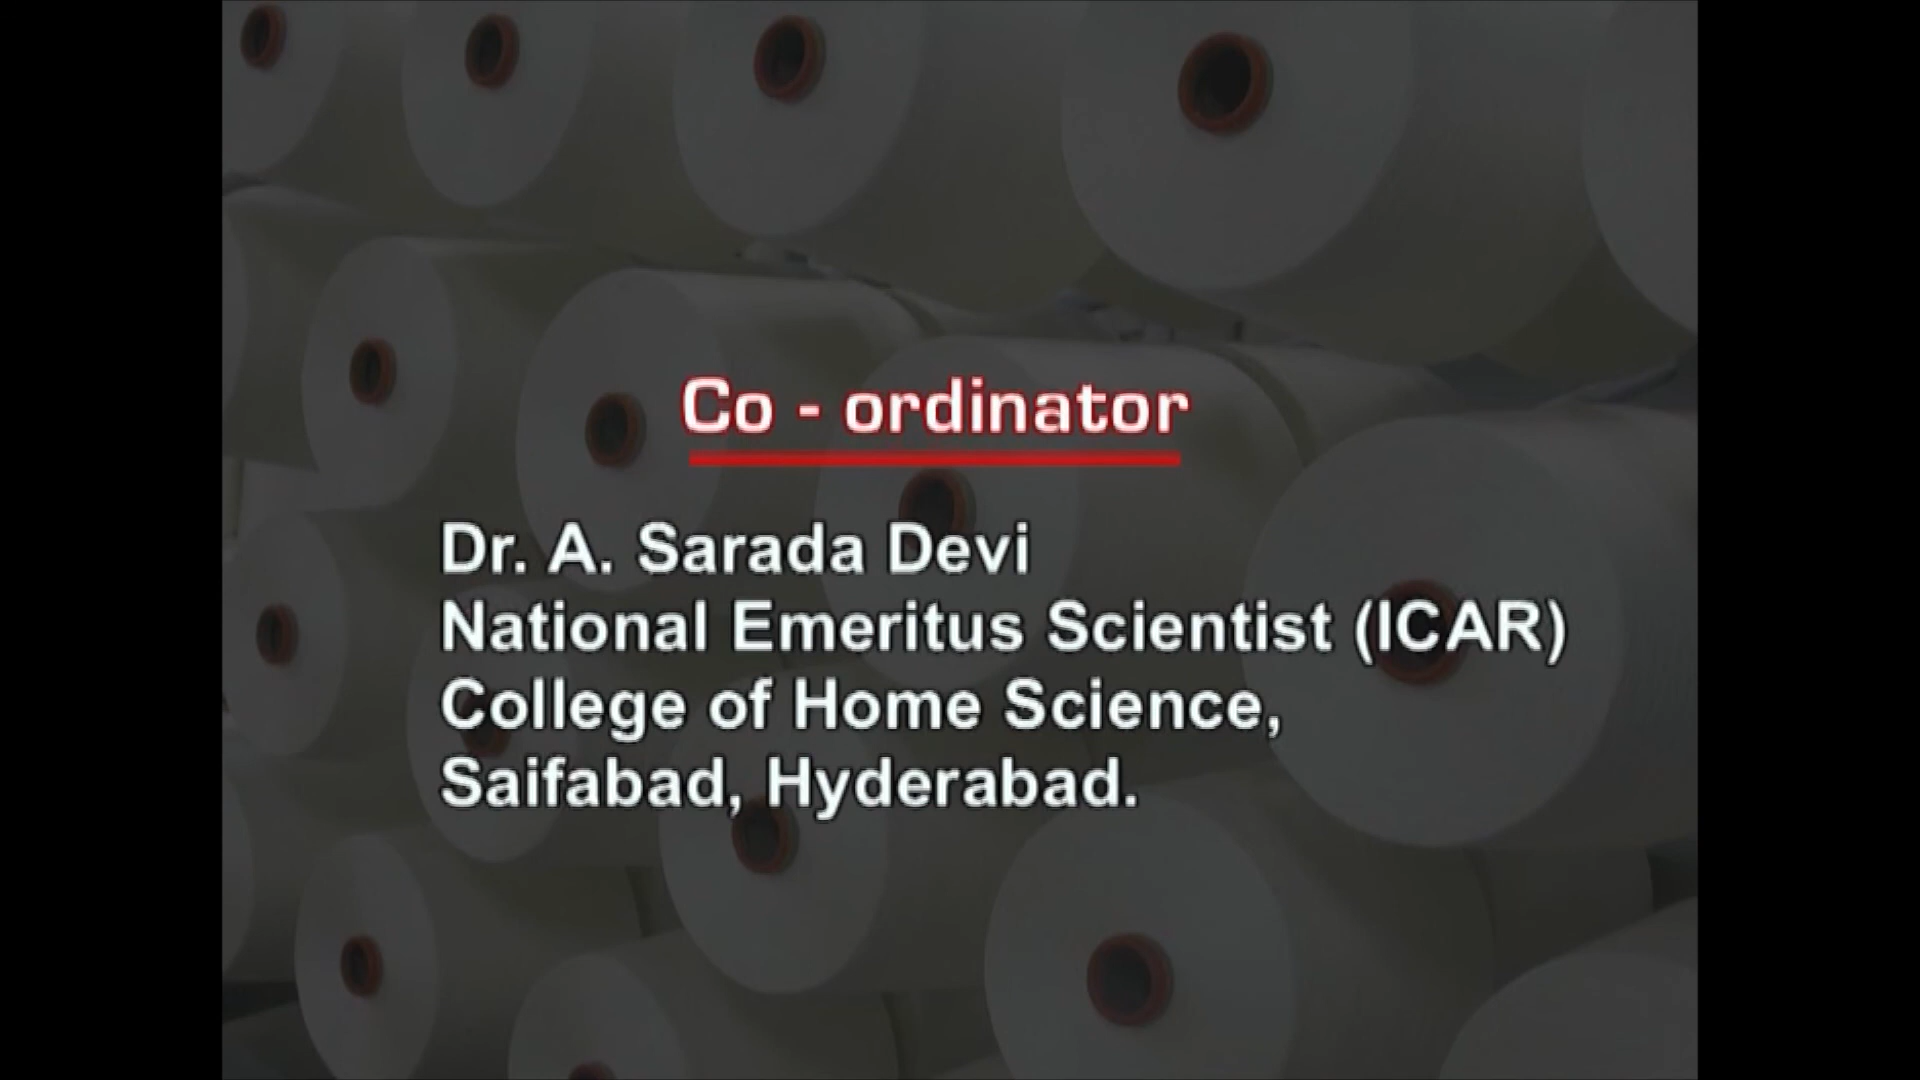 Co - ordinator
Dr. A. Sarada Devi
National Emeritus Scientist (ICAR)
College of Home Science,
Saifabad, Hyderabad.